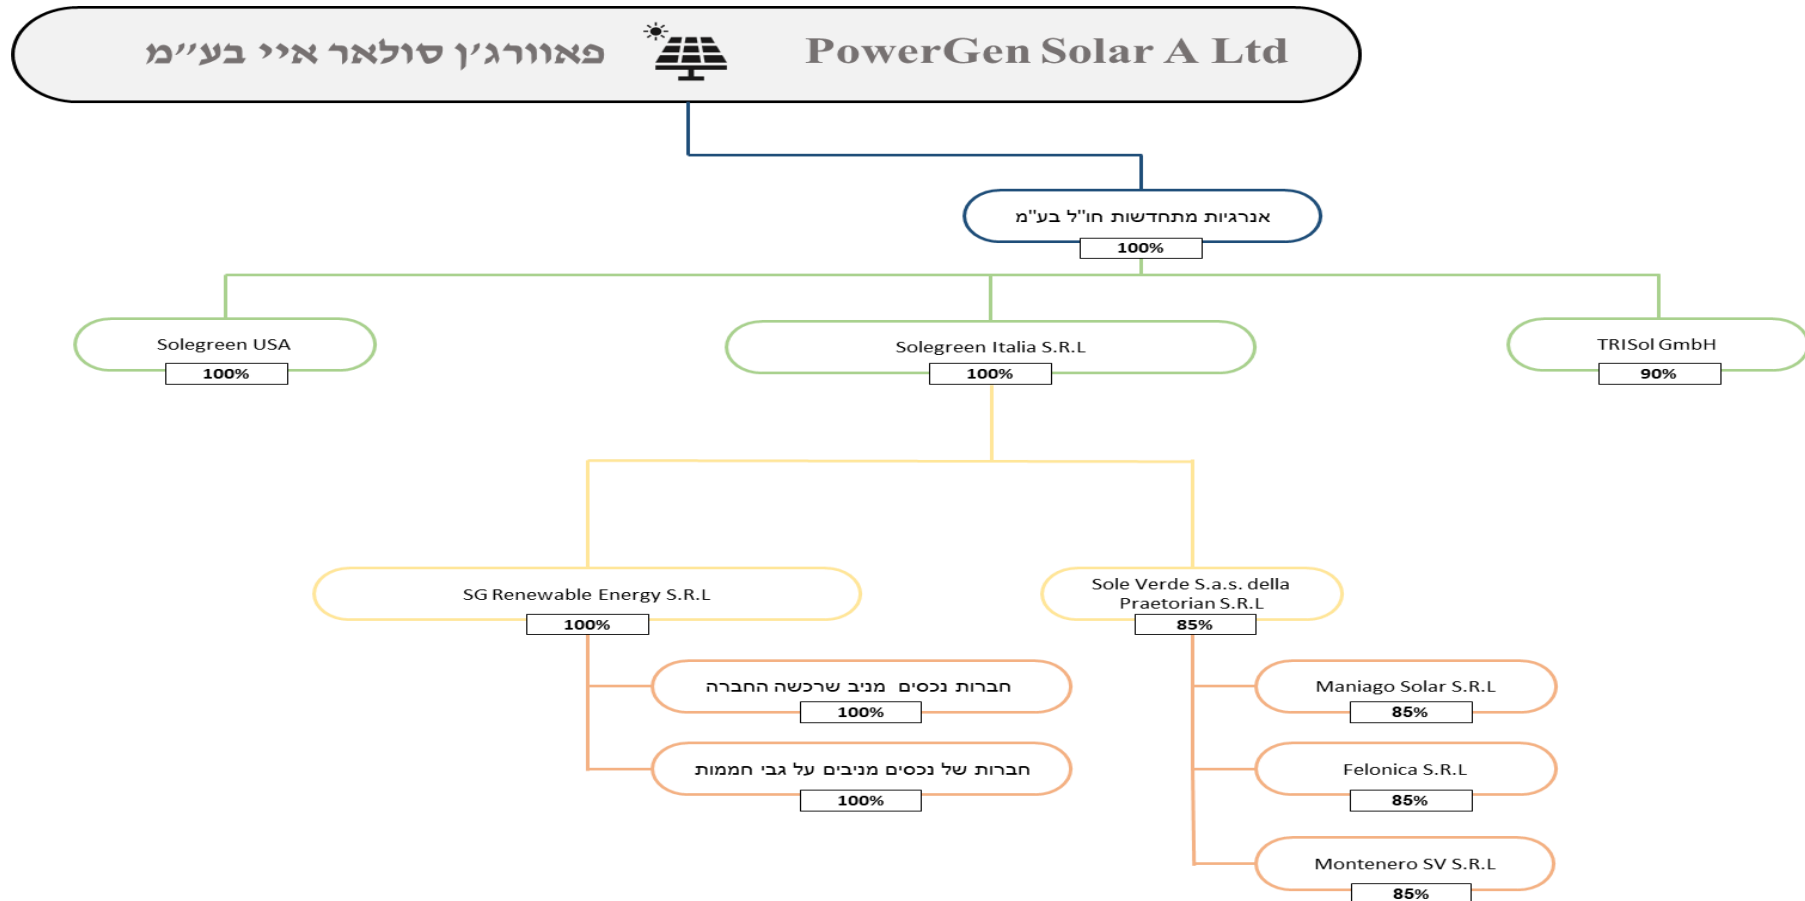 פאוורג׳ן סולאר איי בע״מ
PowerGen Solar A Ltd
אנרגיות מתחדשות חו"ל בע"מ
100%
Solegreen USA
100%
Solegreen Italia S.R.L
100%
TRISol GmbH
90%
SG Renewable Energy S.R.L
100%
Sole Verde S.a.s. della
Praetorian S.R.L
85%
חברות נכסים מניב שרכשה החברה
100%
חברות של נכסים מניבים על גבי חממות
100%
Maniago Solar S.R.L
85%
Felonica S.R.L
85%
Montenero SV S.R.L
85%